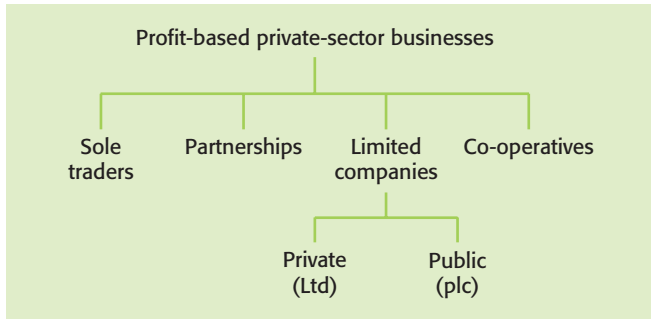 Profit-based private-sector businesses
Sole
traders
Partnerships
Limited
companies
Co-operatives
Private
(Ltd)
Public
(plc)